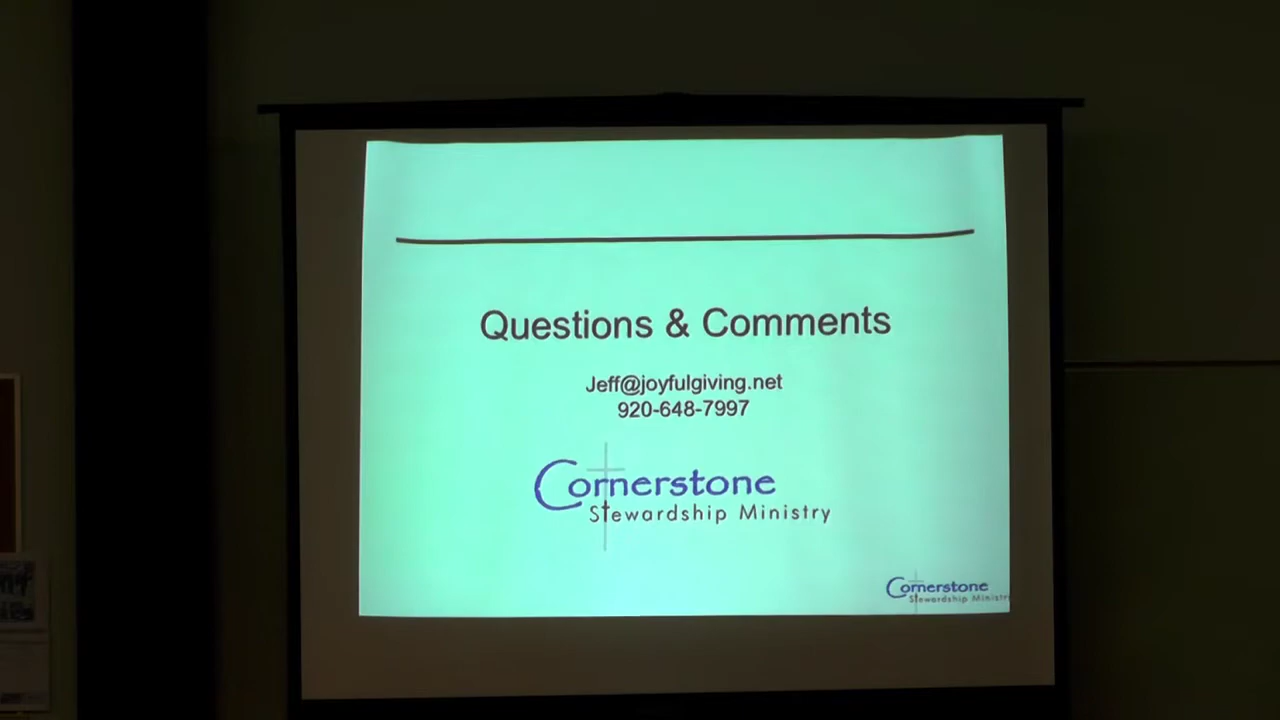 Questions & Comments
Jeff@joyfulgiving.net
920-648-7997
Cornerstone
Stewardship Ministry
Cornerstone
Stewardship Ministry